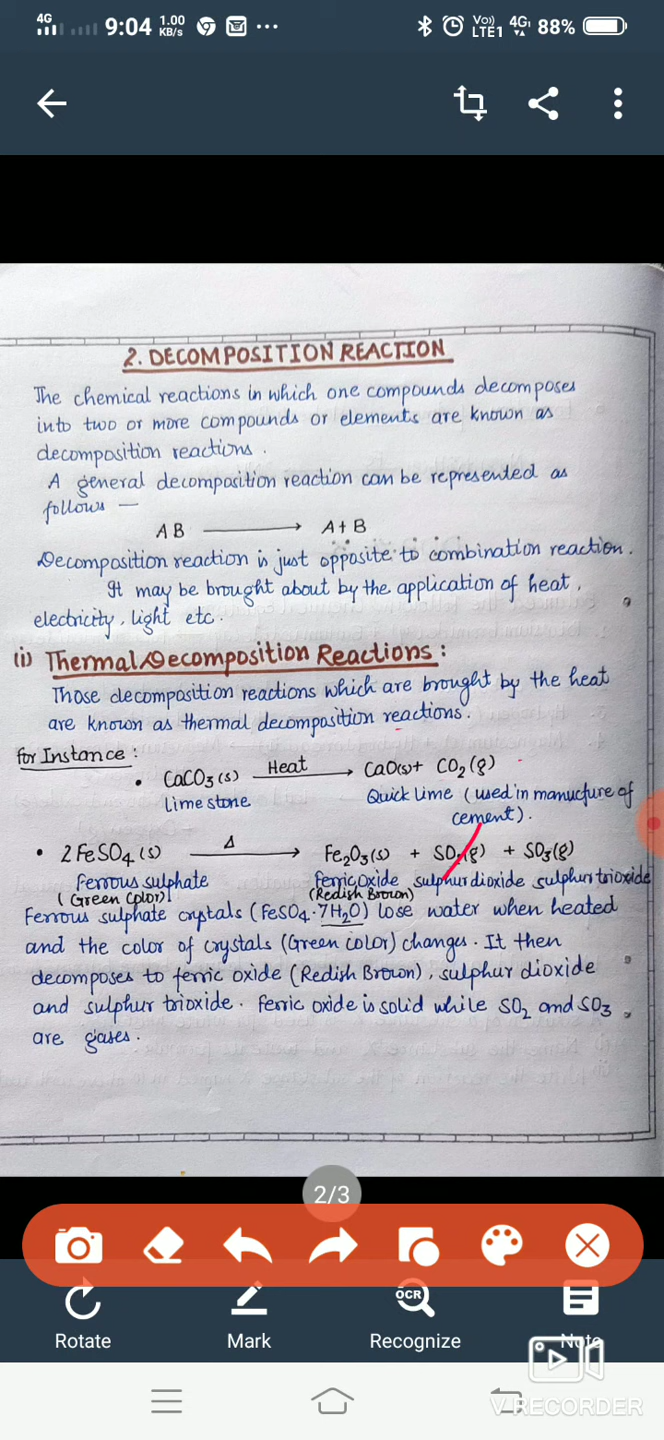 4G 9:04 1.00 KB/s ••• Vo)) LTE1 4G 88%
2. DECOMPOSITION REACTION
The chemical reactions in which one compounds decomposes
into two or more compounds or elements are known as
decomposition reactions.
A general decomposition reaction can be represented as
follows —
AB ⟶ A+B
Decomposition reaction is just opposite to combination reaction.
It may be brought about by the application of heat,
electricity, light etc.
(i) Thermal Decomposition Reactions:
Those decomposition reactions which are brought by the heat
are known as thermal decomposition reactions.
for Instance:
• CaCO3(s) Heat ⟶ CaO(s)+ CO2(g)
Lime stone Quick Lime (used in manufcture of
cement).
• 2FeSO4(s) Δ ⟶ Fe2O3(s) + SO2(g) + SO3(g)
Ferrous sulphate Ferric Oxide sulphur dioxide sulphur trioxide
(Green Color) (Redish Brown)
Ferrous sulphate cryptals (FeSO4·7H2O) lose water when heated
and the color of crystals (Green color) changes. It then
decomposes to ferric oxide (Redish Brown), sulphur dioxide
and sulphur trioxide. Ferric oxide is solid while SO2 and SO3
are gases.
2/3
OCR
Rotate Mark Recognize Note
V RECORDER